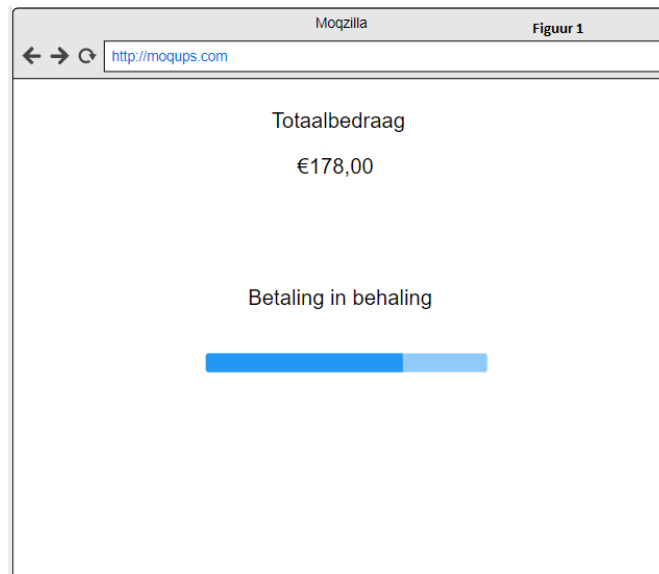 Moqzilla
Figuur 1
http://moqups.com
Totaalbedraag
€178,00
Betaling in behaling